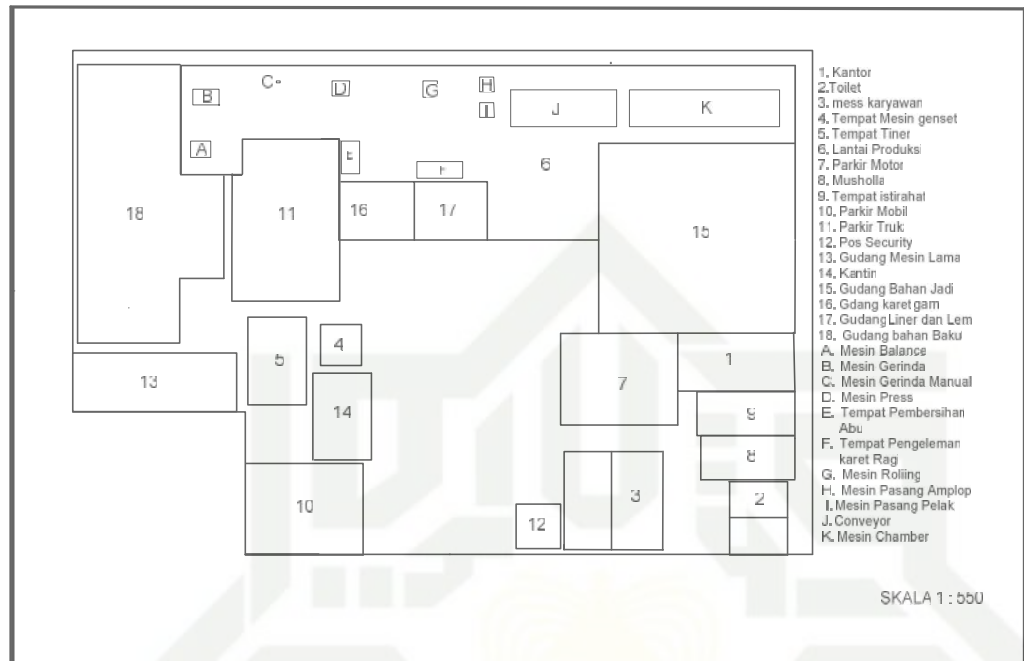 C-
B
D
G
H
I
J
K
A
E
F
6
18
11
16
17
15
4
5
1
13
7
14
9
8
3
2
10
12
1. Kantor
2.Toilet
3. mess karyawan
4. Tempat Mesin genset
5. Tempat Tiner
6. Lantai Produksi
7. Parkir Motor
8. Musholla
9. Tempat istirahat
10. Parkir Mobil
11. Parkir Truk
12. Pos Security
13. Gudang Mesin Lama
14. Kantin
15. Gudang Bahan Jadi
16. Gdang karet gam
17. GudangLiner dan Lem
18. Gudang bahan Baku
A. Mesin Balance
B. Mesin Gerinda
C. Mesin Gerinda Manual
D. Mesin Press
E. Tempat Pembersihan
Abu
F. Tempat Pengeleman
karet Ragi
G. Mesin Roliing
H. Mesin Pasang Amplop
I. Mesin Pasang Pelak
J. Conveyor
K. Mesin Chamber
SKALA 1 : 550